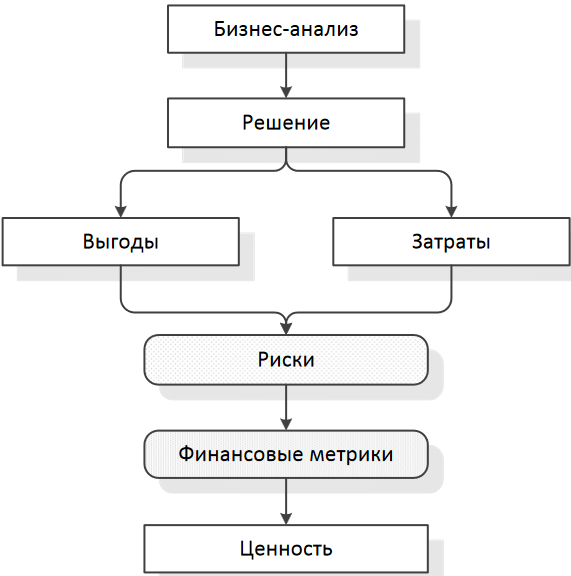 Бизнес-анализ
Решение
Выгоды
Затраты
Риски
Финансовые метрики
Ценность